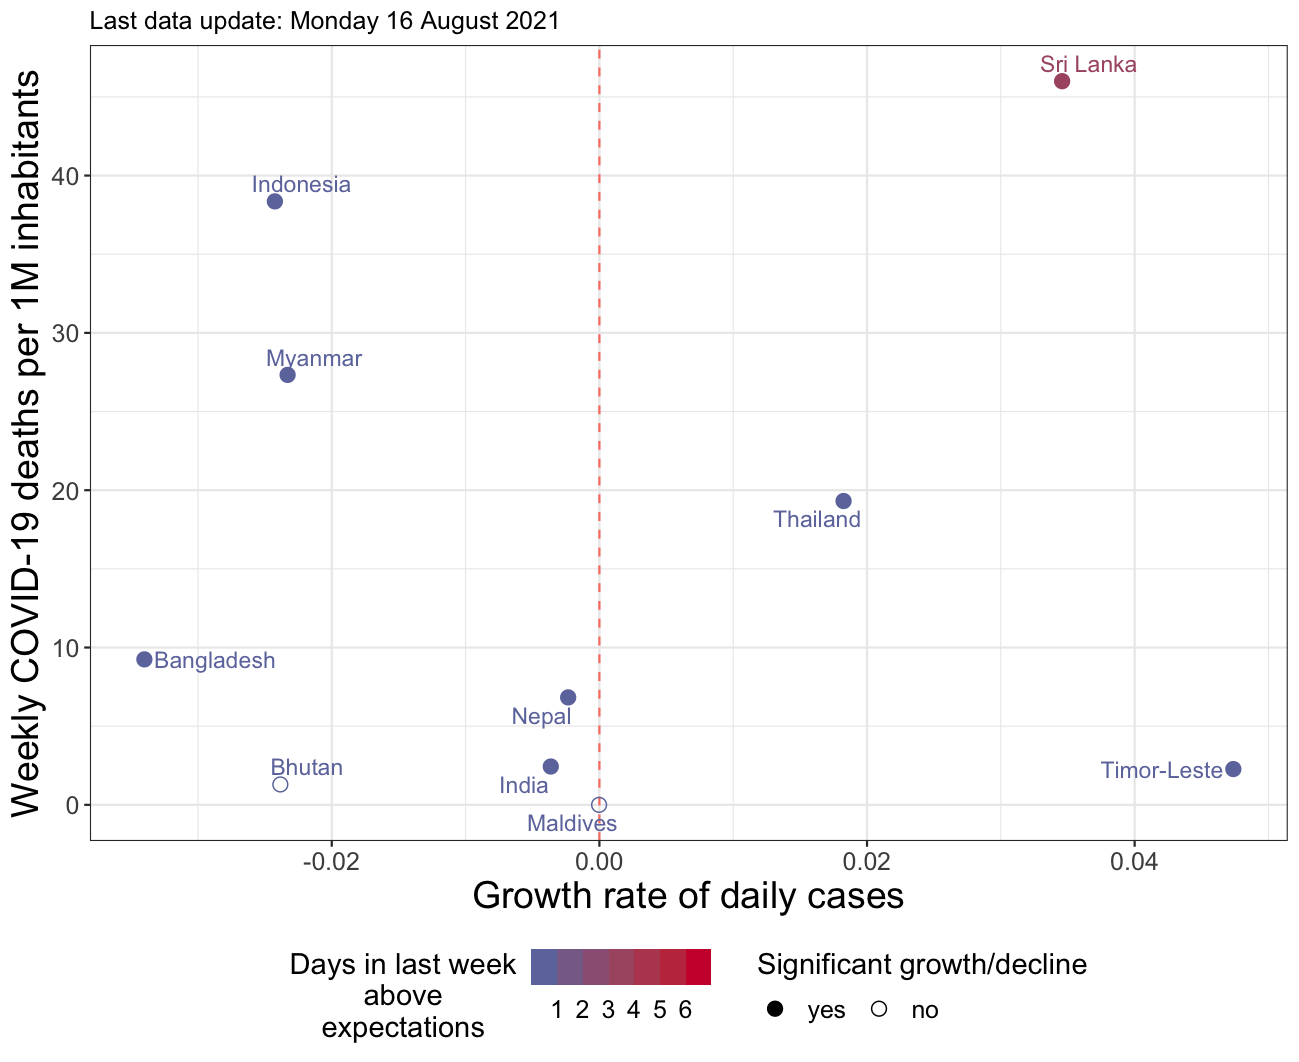 Last data update: Monday 16 August 2021
Weekly COVID-19 deaths per 1M inhabitants
40
30
20
10
0
Sri Lanka
Indonesia
Myanmar
Thailand
Bangladesh
Nepal
Bhutan
India
Timor-Leste
Maldives
-0.02 0.00 0.02 0.04
Growth rate of daily cases
Days in last week
above
expectations
1 2 3 4 5 6
Significant growth/decline
yes no